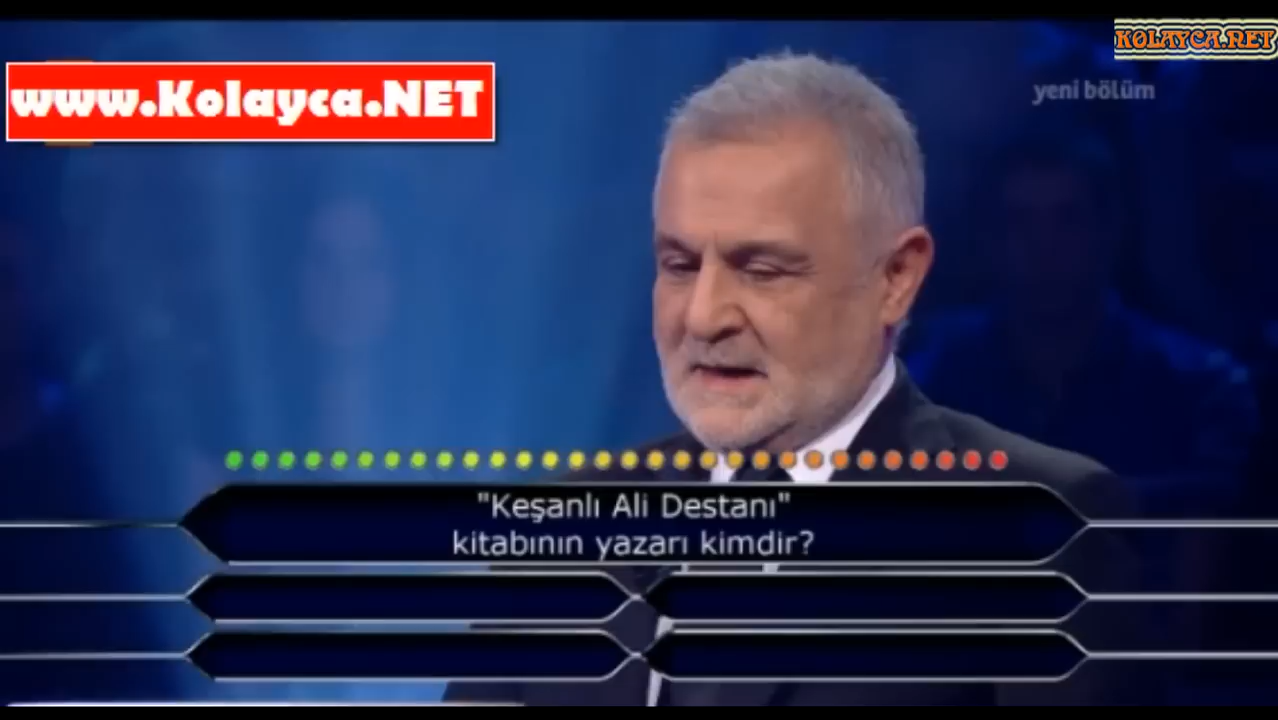 KOLAYCA.NET
www.Kolayca.NET
yeni bölüm
"Keşanlı Ali Destanı"
kitabının yazarı kimdir?